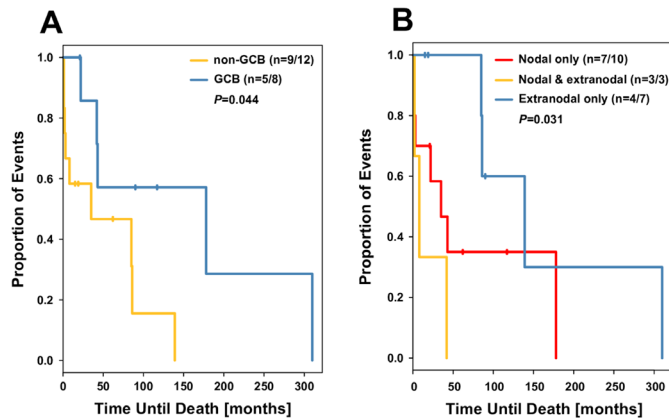 A
non-GCB (n=9/12)
GCB (n=5/8)
P=0.044
Proportion of Events
1.0
0.8
0.6
0.4
0.2
0.0
0 50 100 150 200 250 300
Time Until Death [months]
B
Nodal only (n=7/10)
Nodal & extranodal (n=3/3)
Extranodal only (n=4/7)
P=0.031
Proportion of Events
1.0
0.8
0.6
0.4
0.2
0.0
0 50 100 150 200 250 300
Time Until Death [months]